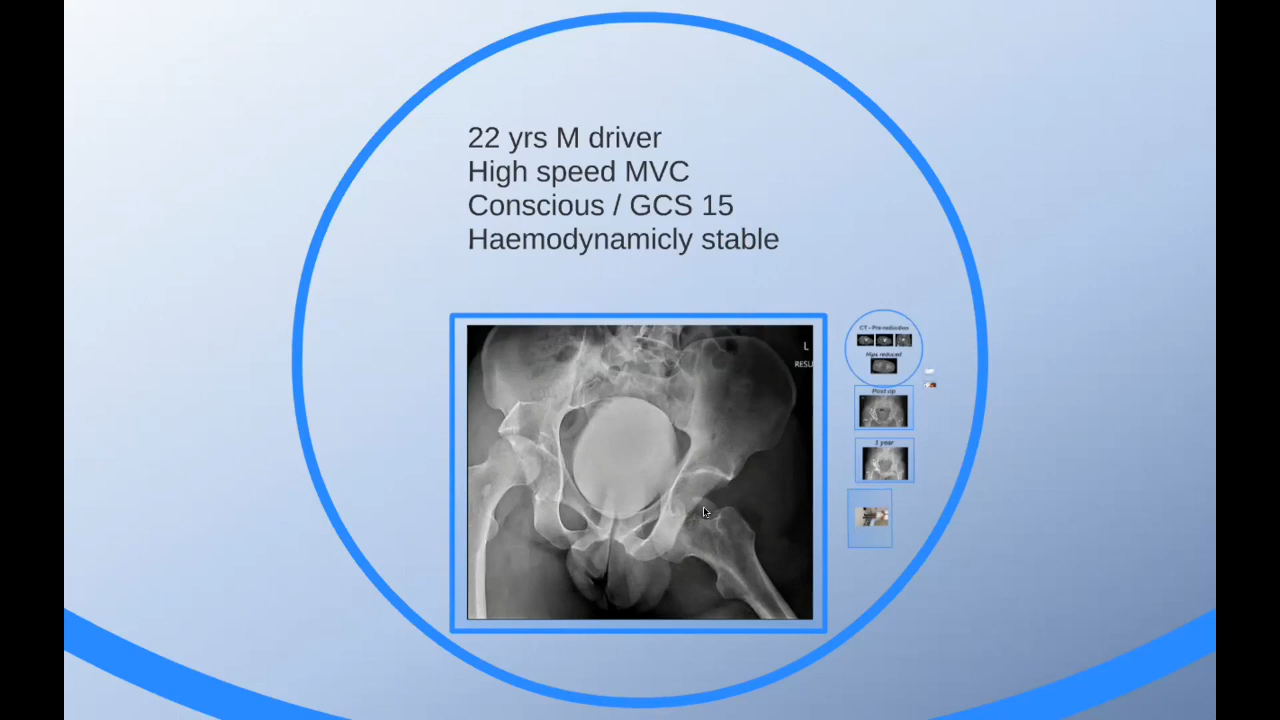 22 yrs M driver
High speed MVC
Conscious / GCS 15
Haemodynamicly stable
L
RESU
CT - Pre-reduction
Hips reduced
Post op
1 year